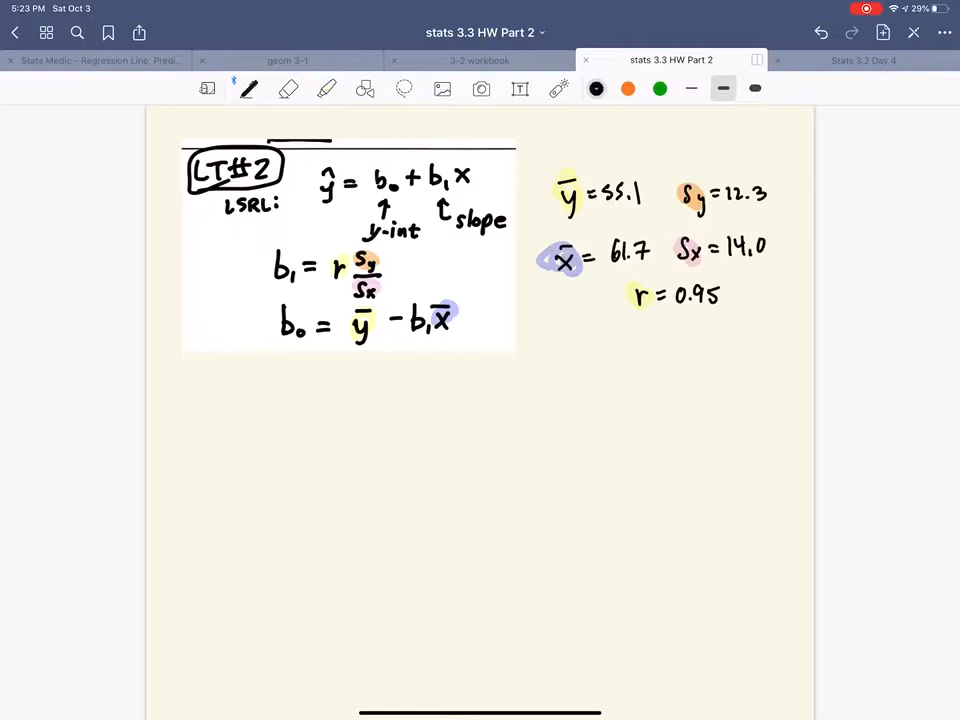 5:23 PM Sat Oct 3
29%
stats 3.3 HW Part 2
Stats Medic - Regression Line, Predi...
geom 3-1
3-2 workbook
stats 3.3 HW Part 2
Stats 3.2 Day 4
LT#2
ŷ = b₀ + b₁x
LSRL:
y-int
slope
b₁ = r Sy/Sx
b₀ = y̅ - b₁x̅
y̅ = 55.1 Sy = 12.3
x̅ = 61.7 Sx = 14.0
r = 0.95